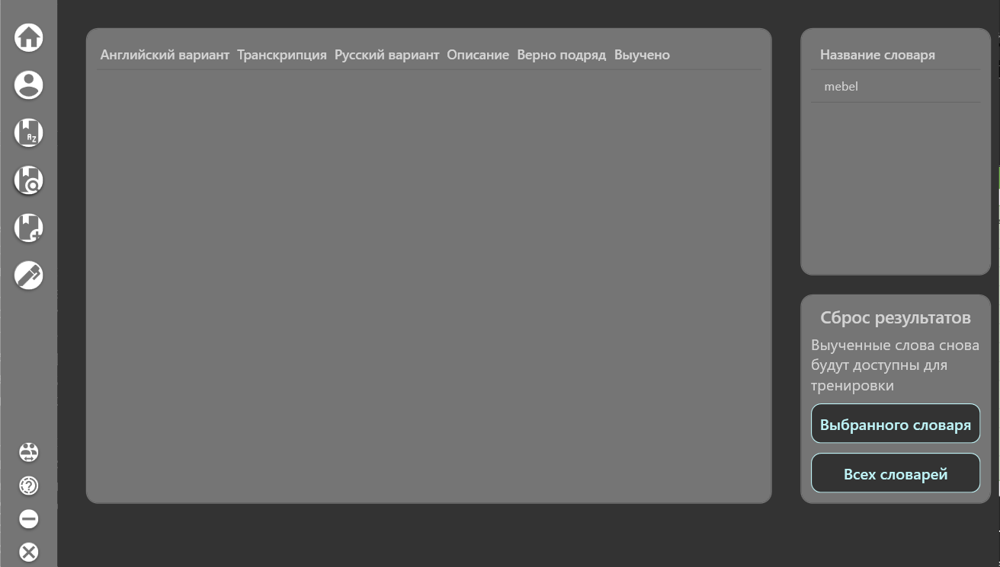 Английский вариант Транскрипция Русский вариант Описание Верно подряд Выучено
Название словаря
mebel
Сброс результатов
Выученные слова снова
будут доступны для
тренировки
Выбранного словаря
Всех словарей